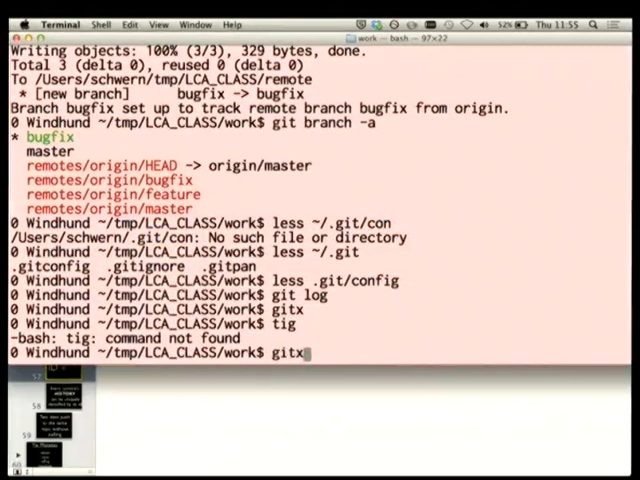 Terminal Shell Edit View Window Help 52% Thu 11:55
work — bash — 97×22
Writing objects: 100% (3/3), 329 bytes, done.
Total 3 (delta 0), reused 0 (delta 0)
To /Users/schwern/tmp/LCA_CLASS/remote
* [new branch] bugfix -> bugfix
Branch bugfix set up to track remote branch bugfix from origin.
0 Windhund ~/tmp/LCA_CLASS/work$ git branch -a
* bugfix
master
remotes/origin/HEAD -> origin/master
remotes/origin/bugfix
remotes/origin/feature
remotes/origin/master
0 Windhund ~/tmp/LCA_CLASS/work$ less ~/.git/con
/Users/schwern/.git/con: No such file or directory
0 Windhund ~/tmp/LCA_CLASS/work$ less ~/.git
.gitconfig .gitignore .gitpan
0 Windhund ~/tmp/LCA_CLASS/work$ less .git/config
0 Windhund ~/tmp/LCA_CLASS/work$ git log
0 Windhund ~/tmp/LCA_CLASS/work$ gitx
0 Windhund ~/tmp/LCA_CLASS/work$ tig
-bash: tig: command not found
0 Windhund ~/tmp/LCA_CLASS/work$ gitx
57
58
59
60